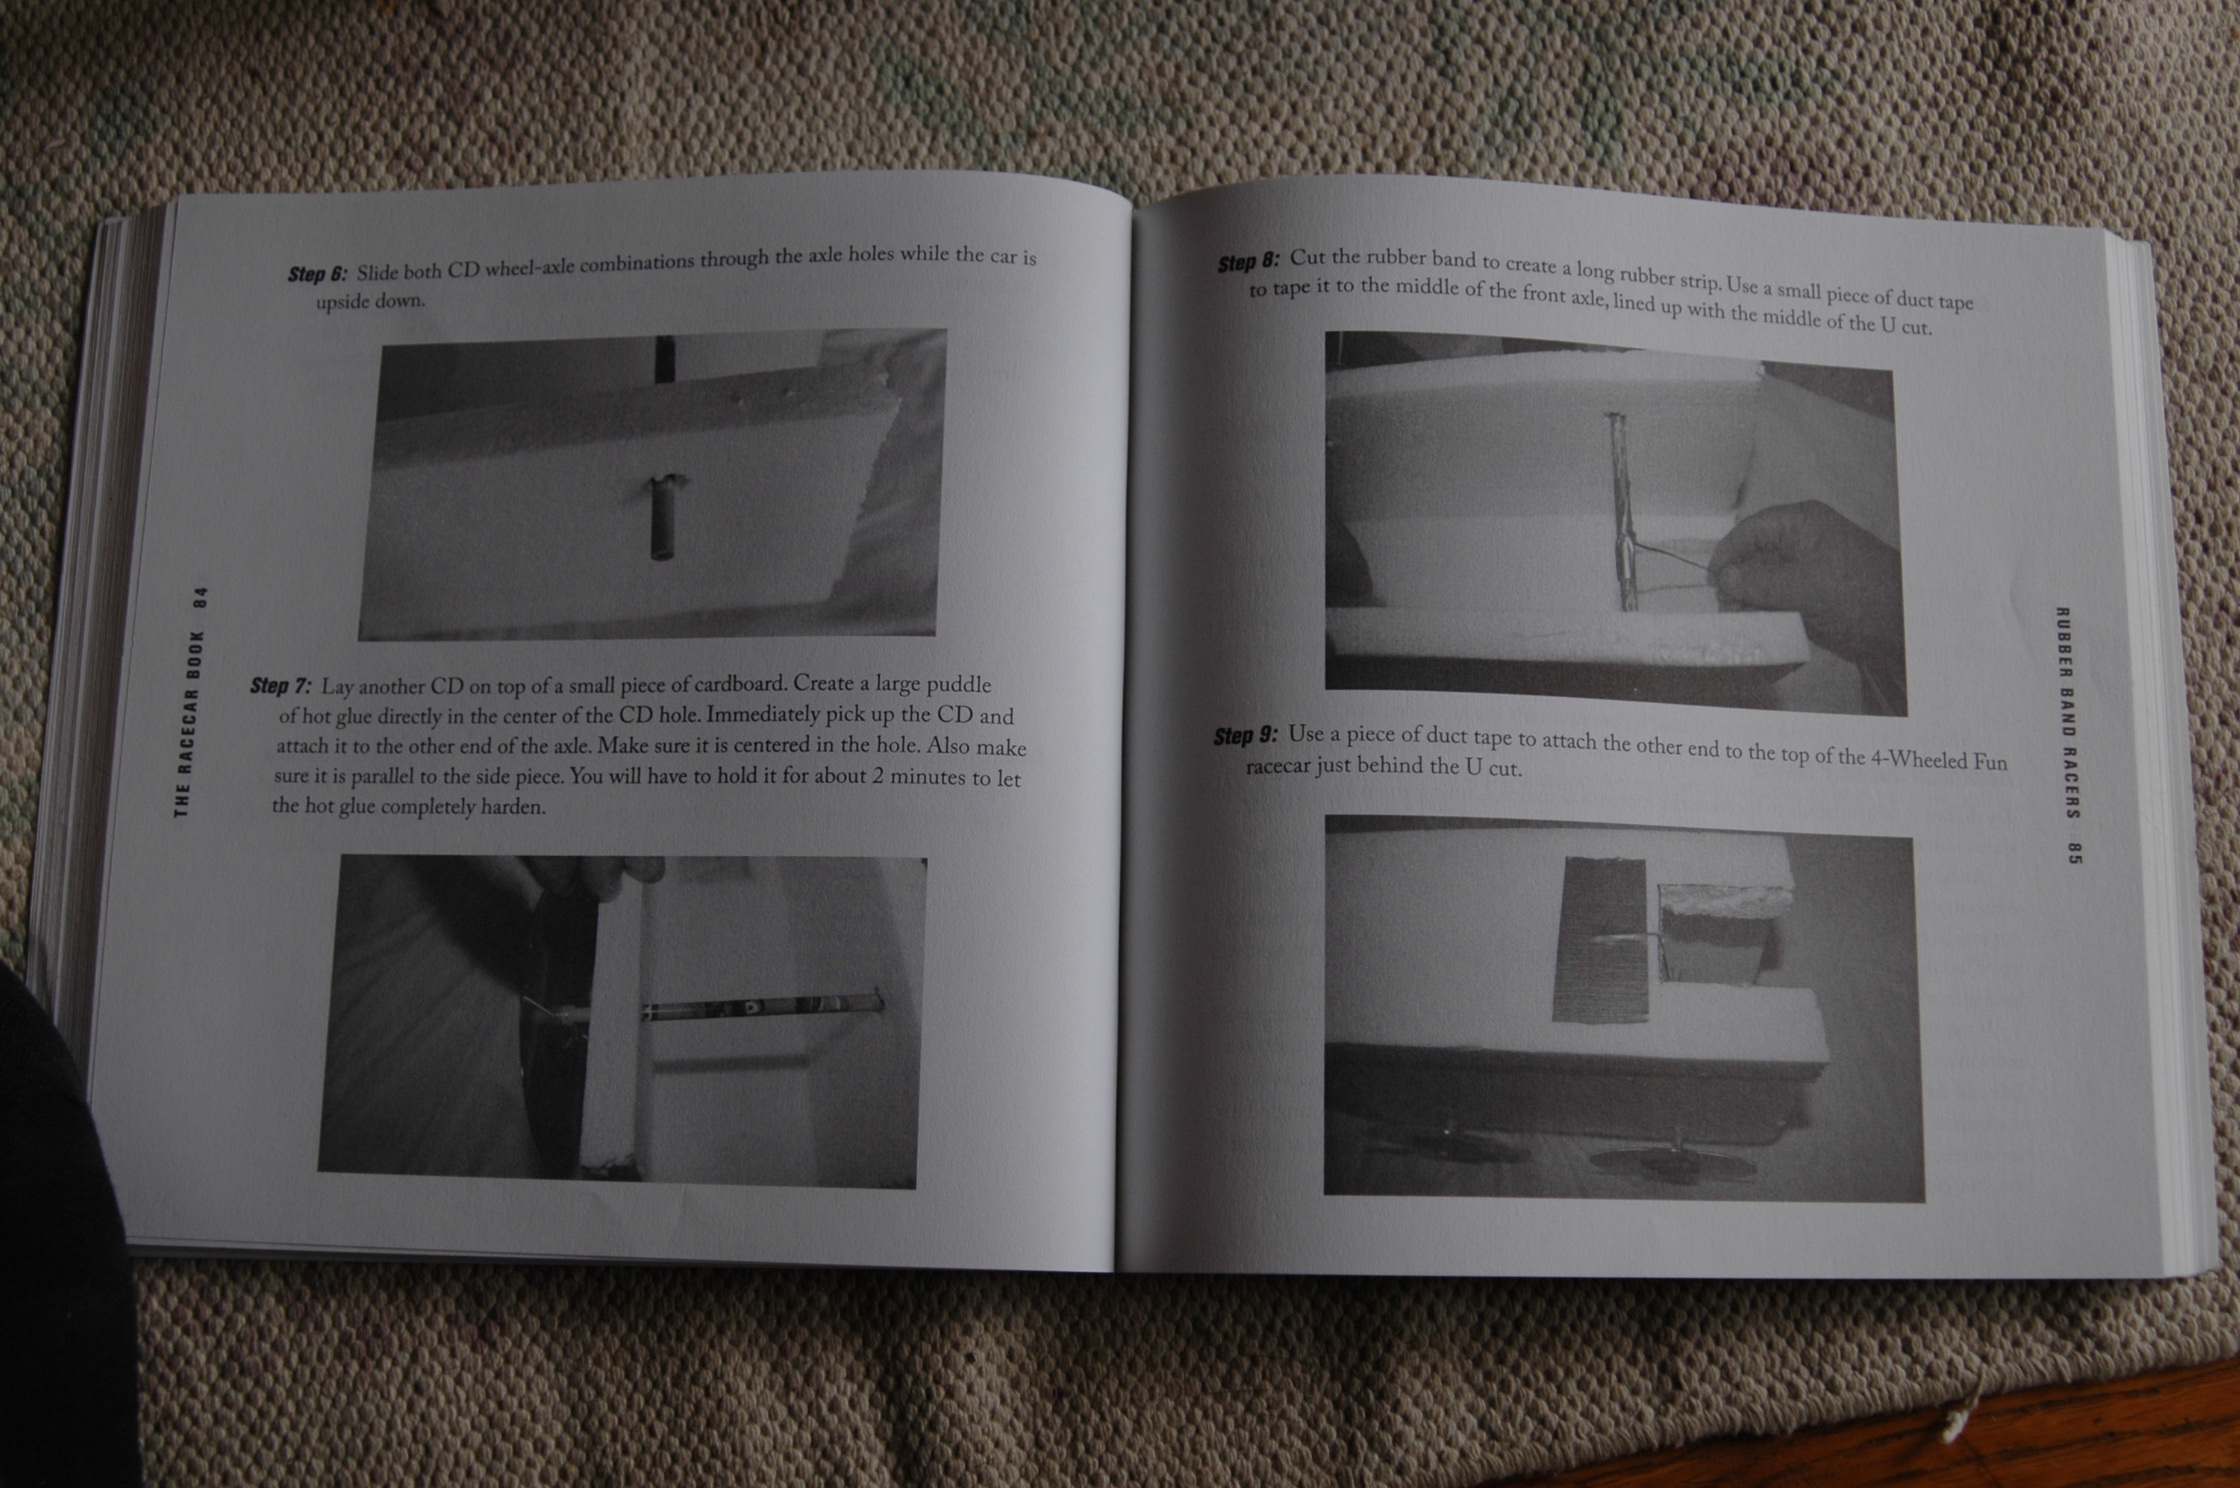 Step 6: Slide both CD wheel-axle combinations through the axle holes while the car is
upside down.
Step 7: Lay another CD on top of a small piece of cardboard. Create a large puddle
of hot glue directly in the center of the CD hole. Immediately pick up the CD and
attach it to the other end of the axle. Make sure it is centered in the hole. Also make
sure it is parallel to the side piece. You will have to hold it for about 2 minutes to let
the hot glue completely harden.
THE RACECAR BOOK 84
Step 8: Cut the rubber band to create a long rubber strip. Use a small piece of duct tape
to tape it to the middle of the front axle, lined up with the middle of the U cut.
Step 9: Use a piece of duct tape to attach the other end to the top of the 4-Wheeled Fun
racecar just behind the U cut.
RUBBER BAND RACERS 85